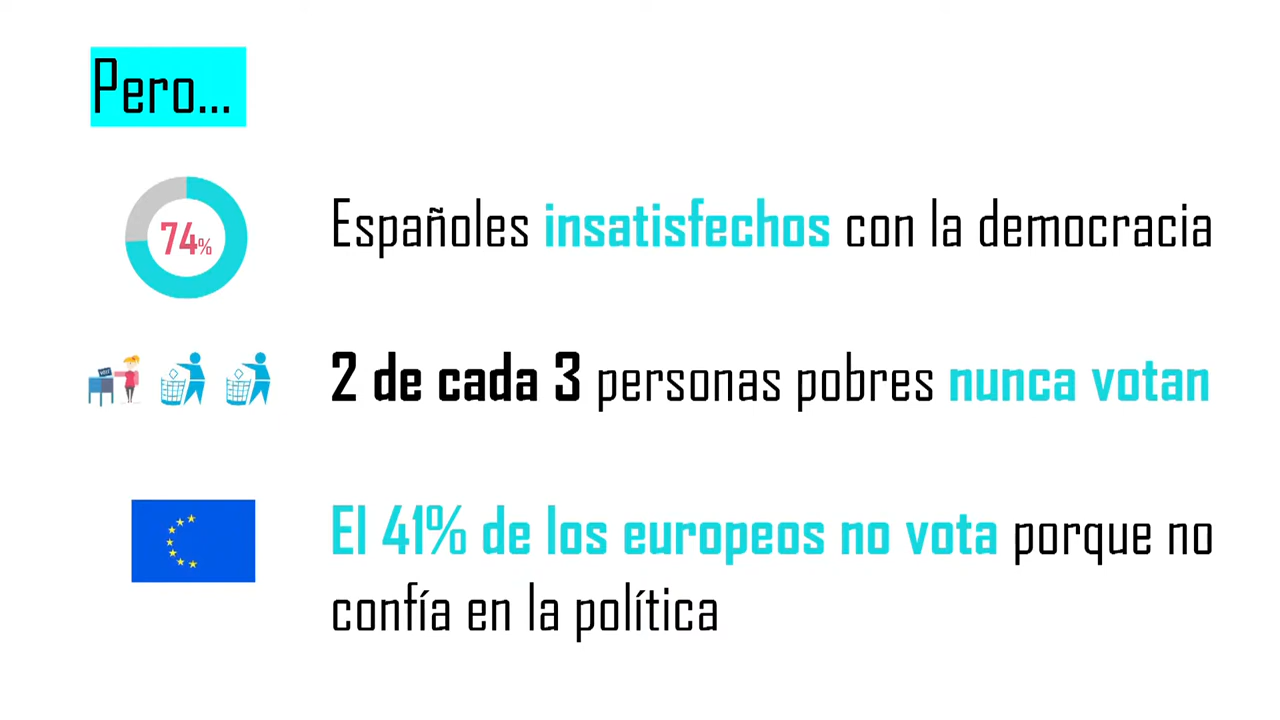 Pero...
74%
Españoles insatisfechos con la democracia
2 de cada 3 personas pobres nunca votan
El 41% de los europeos no vota porque no
confía en la política